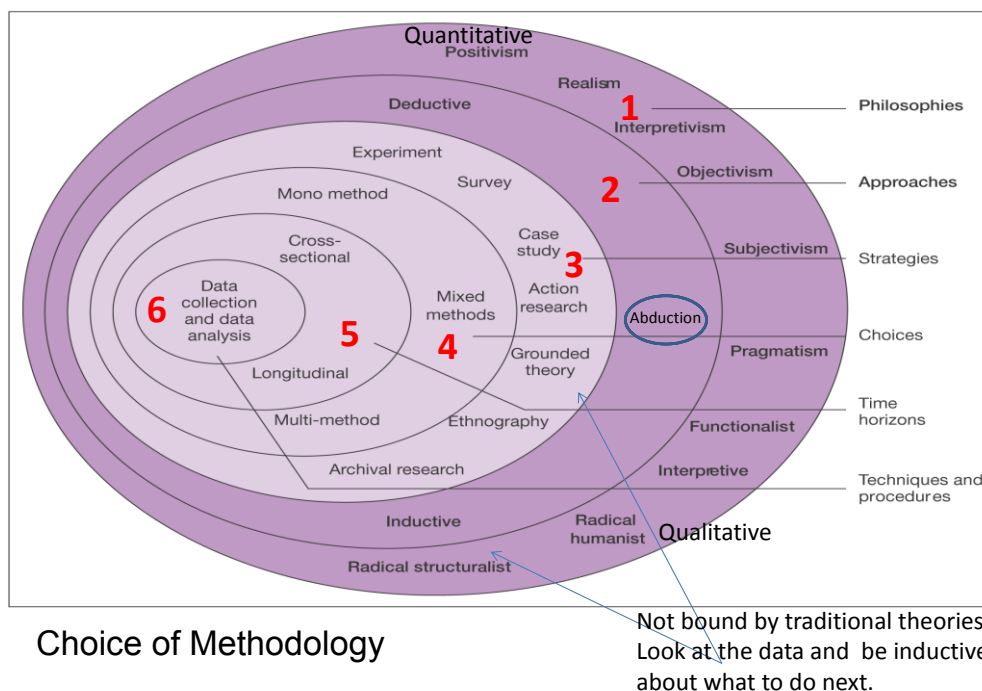 Quantitative
Positivism
Realism
1
Philosophies
Deductive
Interpretivism
Experiment
Objectivism
Survey
2
Approaches
Mono method
Case
study
3
Subjectivism
Strategies
Cross-
sectional
Data
collection
and data
analysis
6
Action
research
Mixed
methods
Abduction
5
4
Choices
Pragmatism
Grounded
theory
Longitudinal
Time
horizons
Multi-method
Ethnography
Functionalist
Archival research
Interpretive
Techniques and
procedures
Inductive
Radical
humanist
Qualitative
Radical structuralist
Choice of Methodology
Not bound by traditional theories
Look at the data and be inductive
about what to do next.